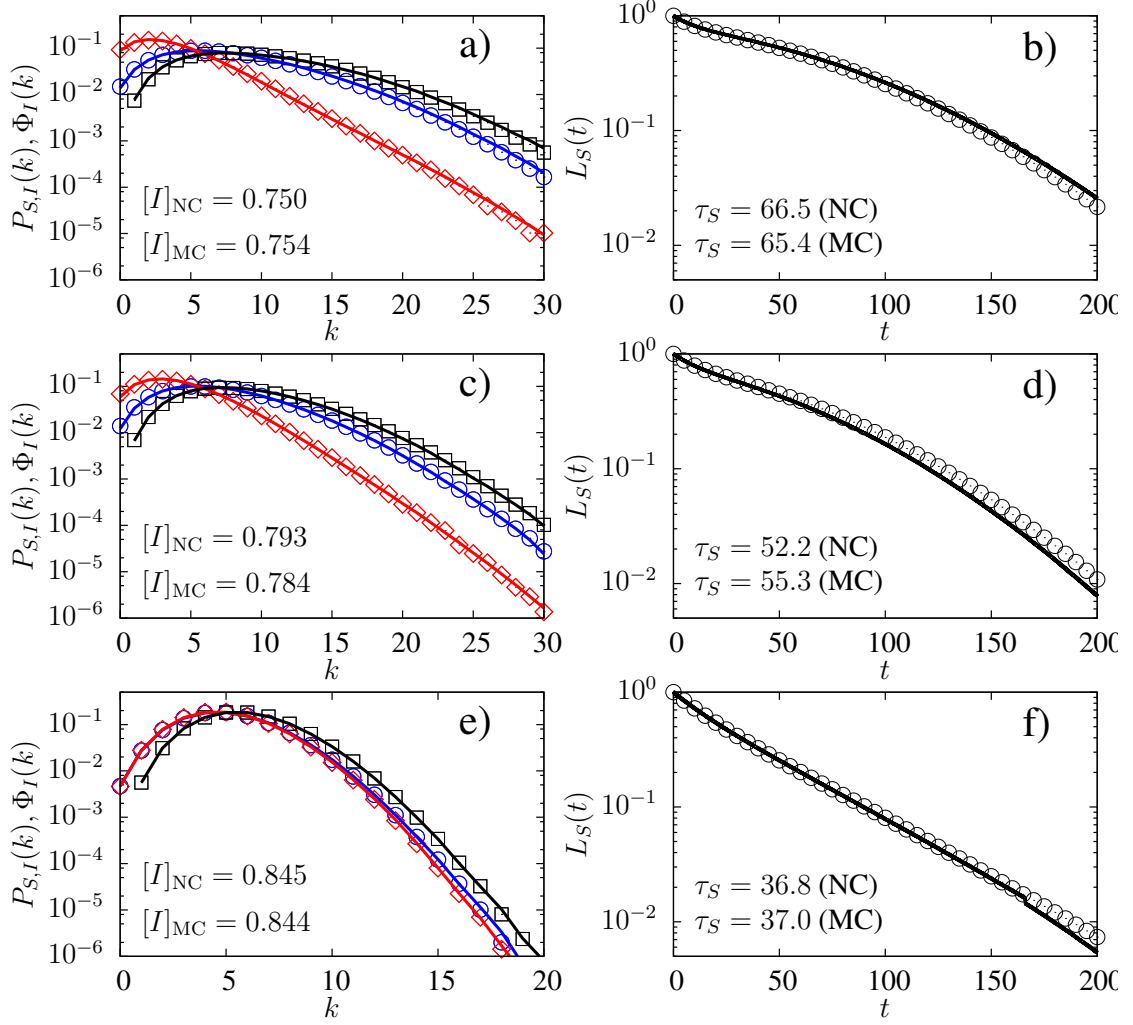 a)
10^{-1}
10^{-2}
10^{-3}
10^{-4}
10^{-5}
10^{-6}
P_{S,I}(k), Φ_I(k)
[I]_{NC} = 0.750
[I]_{MC} = 0.754
0 5 10 15 20 25 30
k
b)
10^{0}
10^{-1}
10^{-2}
L_S(t)
τ_S = 66.5 (NC)
τ_S = 65.4 (MC)
0 50 100 150 200
t
c)
10^{-1}
10^{-2}
10^{-3}
10^{-4}
10^{-5}
10^{-6}
P_{S,I}(k), Φ_I(k)
[I]_{NC} = 0.793
[I]_{MC} = 0.784
0 5 10 15 20 25 30
k
d)
10^{0}
10^{-1}
10^{-2}
L_S(t)
τ_S = 52.2 (NC)
τ_S = 55.3 (MC)
0 50 100 150 200
t
e)
10^{-1}
10^{-2}
10^{-3}
10^{-4}
10^{-5}
10^{-6}
P_{S,I}(k), Φ_I(k)
[I]_{NC} = 0.845
[I]_{MC} = 0.844
0 5 10 15 20
k
f)
10^{0}
10^{-1}
10^{-2}
L_S(t)
τ_S = 36.8 (NC)
τ_S = 37.0 (MC)
0 50 100 150 200
t